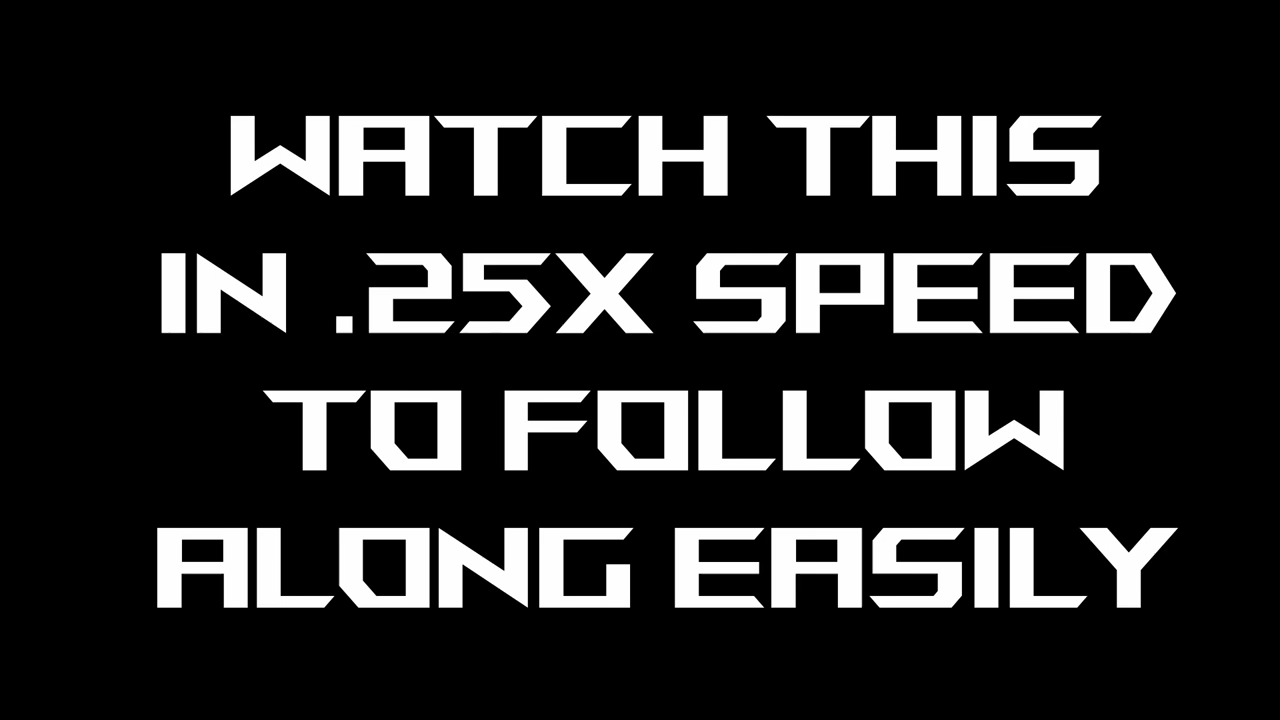 WATCH THIS
IN .25X SPEED
TO FOLLOW
ALONG EASILY